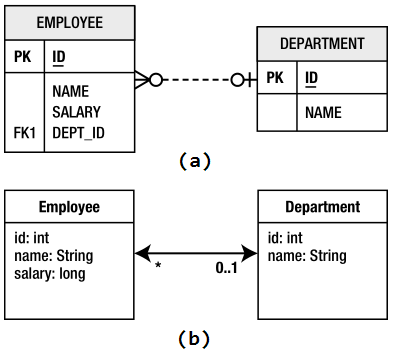 EMPLOYEE
PK ID
NAME
SALARY
FK1 DEPT_ID
DEPARTMENT
PK ID
NAME
(a)
Employee
id: int
name: String
salary: long
* 0..1
Department
id: int
name: String
(b)